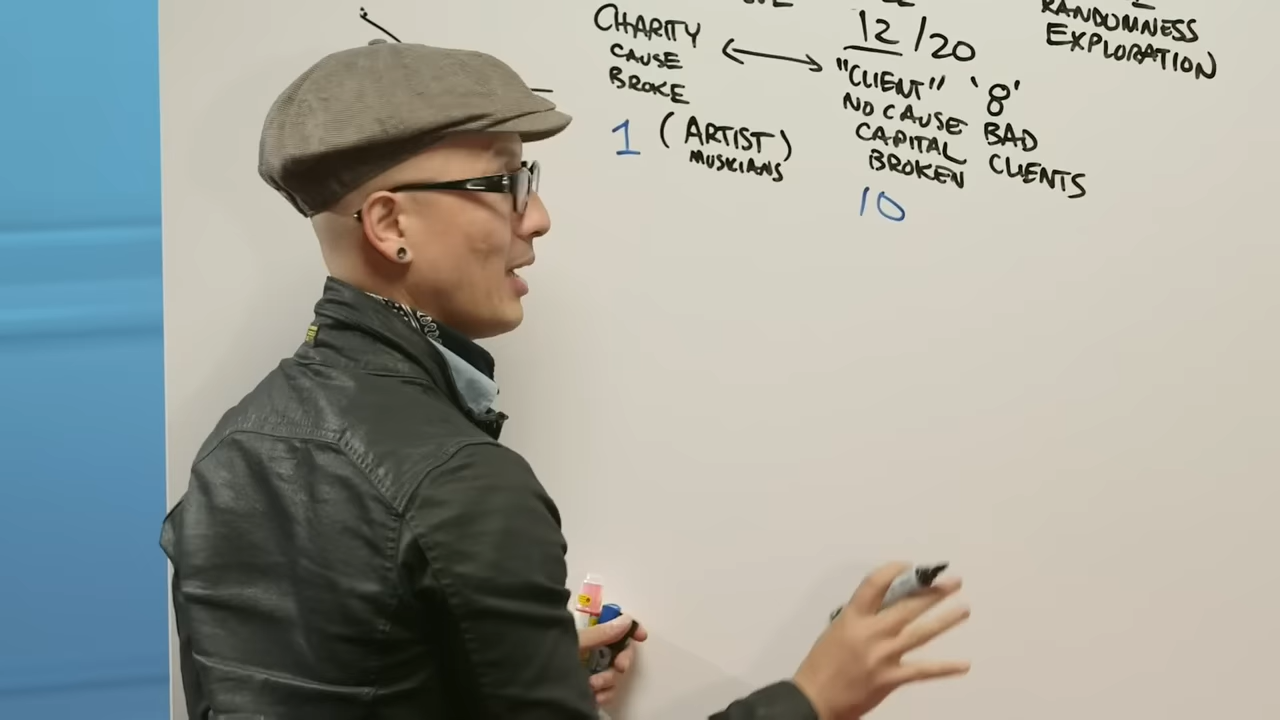 CHARITY
CAUSE
BROKE
1 (ARTIST)
MUSICIANS
12/20
"CLIENT" '8'
NO CAUSE BAD
CAPITAL CLIENTS
BROKEN
10
RANDOMNESS
EXPLORATION